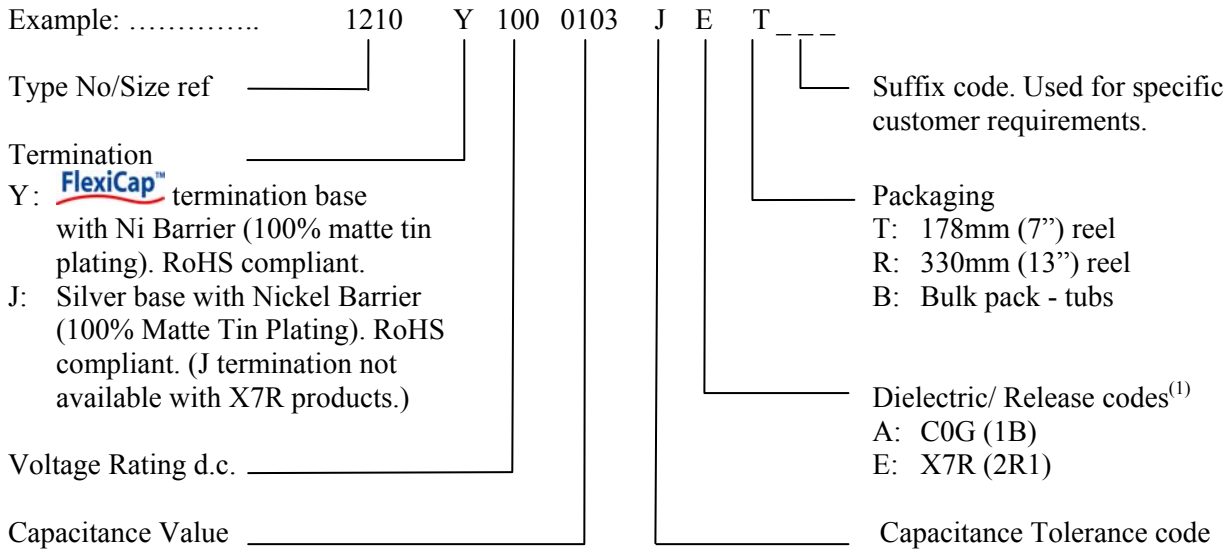 Example: ………….. 1210 Y 100 0103 J E T _ _ _
Type No/Size ref
Termination
Y: FlexiCap™ termination base
with Ni Barrier (100% matte tin
plating). RoHS compliant.
J: Silver base with Nickel Barrier
(100% Matte Tin Plating). RoHS
compliant. (J termination not
available with X7R products.)
Voltage Rating d.c.
Capacitance Value
Suffix code. Used for specific
customer requirements.
Packaging
T: 178mm (7”) reel
R: 330mm (13”) reel
B: Bulk pack - tubs
Dielectric/ Release codes(1)
A: C0G (1B)
E: X7R (2R1)
Capacitance Tolerance code